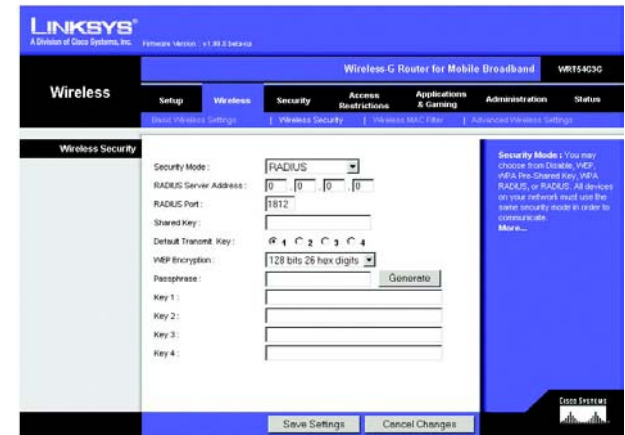 LINKSYS®
A Division of Cisco Systems, Inc.
Firmware Version : v1.99.8
Wireless-G Router for Mobile Broadband WRT54G3G
Wireless
Setup Wireless Security Access Restrictions Applications & Gaming Administration Status
Basic Wireless Settings | Wireless Security | Wireless MAC Filter | Advanced Wireless Settings
Wireless Security
Security Mode : RADIUS
RADIUS Server Address : 0 . 0 . 0 . 0
RADIUS Port : 1812
Shared Key :
Default Transmit Key : 1 2 3 4
WEP Encryption : 128 bits 26 hex digits
Passphrase : Generate
Key 1 :
Key 2 :
Key 3 :
Key 4 :
Security Mode : You may
choose from Disable, WEP,
WPA Pre-Shared Key, WPA
RADIUS, or RADIUS. All devices
on your network must use the
same security mode in order to
communicate.
More...
Save Settings Cancel Changes
CISCO SYSTEMS